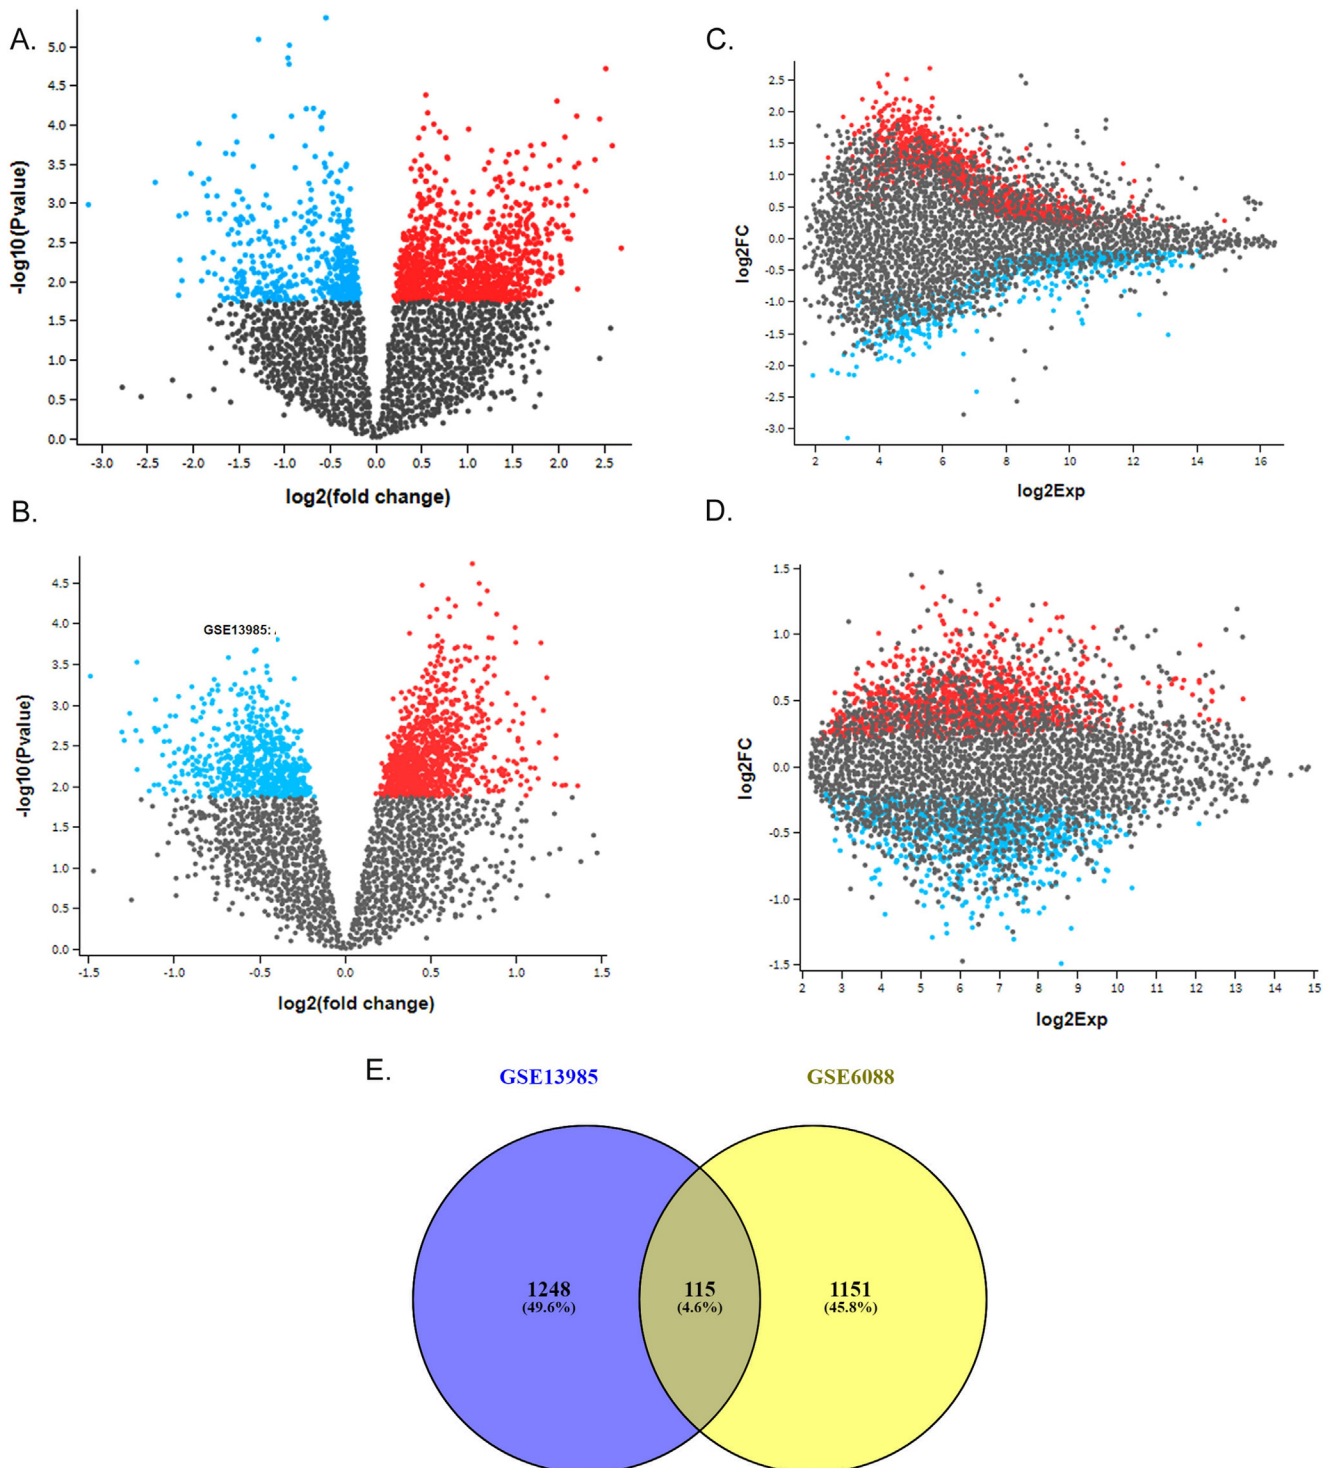 A.
5.0
4.5
4.0
3.5
3.0
2.5
2.0
1.5
1.0
0.5
0.0
-log10(Pvalue)
-3.0 -2.5 -2.0 -1.5 -1.0 -0.5 0.0 0.5 1.0 1.5 2.0 2.5
log2(fold change)
C.
2.5
2.0
1.5
1.0
0.5
0.0
-0.5
-1.0
-1.5
-2.0
-2.5
-3.0
log2FC
2 4 6 8 10 12 14 16
log2Exp
B.
4.5
4.0
3.5
3.0
2.5
2.0
1.5
1.0
0.5
0.0
-log10(Pvalue)
GSE13985:
-1.5 -1.0 -0.5 0.0 0.5 1.0 1.5
log2(fold change)
D.
1.5
1.0
0.5
0.0
-0.5
-1.0
-1.5
log2FC
2 3 4 5 6 7 8 9 10 11 12 13 14 15
log2Exp
E.
GSE13985 GSE6088
1248 115 1151
(49.6%) (4.6%) (45.8%)